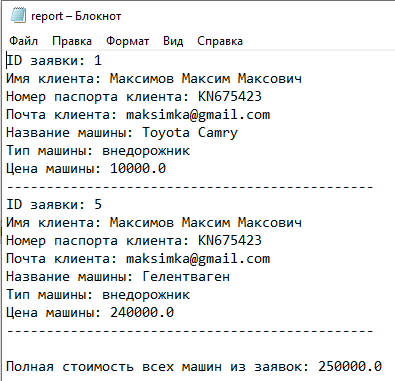 report – Блокнот
Файл Правка Формат Вид Справка
ID заявки: 1
Имя клиента: Максимов Максим Максович
Номер паспорта клиента: KN675423
Почта клиента: maksimka@gmail.com
Название машины: Toyota Camry
Тип машины: внедорожник
Цена машины: 10000.0
-----------------------------------------------
ID заявки: 5
Имя клиента: Максимов Максим Максович
Номер паспорта клиента: KN675423
Почта клиента: maksimka@gmail.com
Название машины: Гелентваген
Тип машины: внедорожник
Цена машины: 240000.0
-----------------------------------------------
Полная стоимость всех машин из заявок: 250000.0